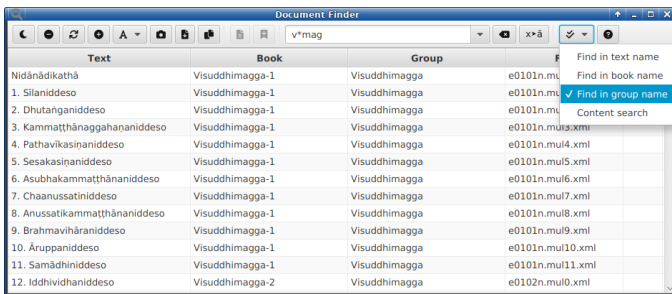 Document Finder
A v*mag x➤ā
Text Book Group
Nidānādikathā Visuddhimagga-1 Visuddhimagga
1. Sīlaniddeso Visuddhimagga-1 Visuddhimagga
2. Dhutaṅganiddeso Visuddhimagga-1 Visuddhimagga
3. Kammaṭṭhānaggahaṇaniddeso Visuddhimagga-1 Visuddhimagga e0101n.mul3.xml
4. Pathavīkasiṇaniddeso Visuddhimagga-1 Visuddhimagga e0101n.mul4.xml
5. Sesakasiṇaniddeso Visuddhimagga-1 Visuddhimagga e0101n.mul5.xml
6. Asubhakammaṭṭhānaniddeso Visuddhimagga-1 Visuddhimagga e0101n.mul6.xml
7. Chaanussatiniddeso Visuddhimagga-1 Visuddhimagga e0101n.mul7.xml
8. Anussatikammaṭṭhānaniddeso Visuddhimagga-1 Visuddhimagga e0101n.mul8.xml
9. Brahmavihāraniddeso Visuddhimagga-1 Visuddhimagga e0101n.mul9.xml
10. Āruppaniddeso Visuddhimagga-1 Visuddhimagga e0101n.mul10.xml
11. Samādhiniddeso Visuddhimagga-1 Visuddhimagga e0101n.mul11.xml
12. Iddhividhaniddeso Visuddhimagga-2 Visuddhimagga e0102n.mul0.xml
Find in text name
Find in book name
✓ Find in group name
Content search